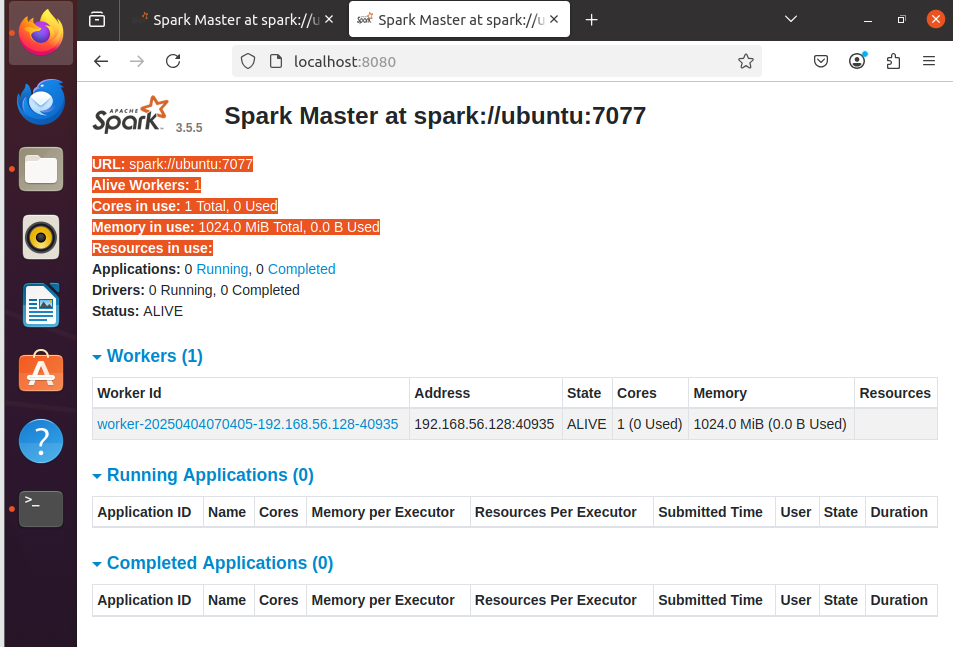 Spark Master at spark://u
Spark Master at spark://u
localhost:8080
APACHE
Spark 3.5.5
Spark Master at spark://ubuntu:7077
URL: spark://ubuntu:7077
Alive Workers: 1
Cores in use: 1 Total, 0 Used
Memory in use: 1024.0 MiB Total, 0.0 B Used
Resources in use:
Applications: 0 Running, 0 Completed
Drivers: 0 Running, 0 Completed
Status: ALIVE
Workers (1)
Worker Id Address State Cores Memory Resources
worker-20250404070405-192.168.56.128-40935 192.168.56.128:40935 ALIVE 1 (0 Used) 1024.0 MiB (0.0 B Used)
Running Applications (0)
Application ID Name Cores Memory per Executor Resources Per Executor Submitted Time User State Duration
Completed Applications (0)
Application ID Name Cores Memory per Executor Resources Per Executor Submitted Time User State Duration